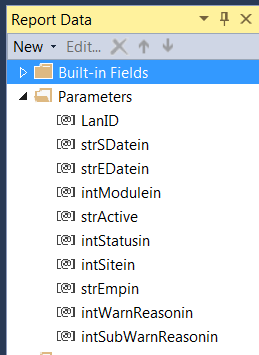 Report Data
New Edit...
Built-in Fields
Parameters
[@] LanID
[@] strSDatein
[@] strEDatein
[@] intModulein
[@] strActive
[@] intStatusin
[@] intSitein
[@] strEmpin
[@] intWarnReasonin
[@] intSubWarnReasonin